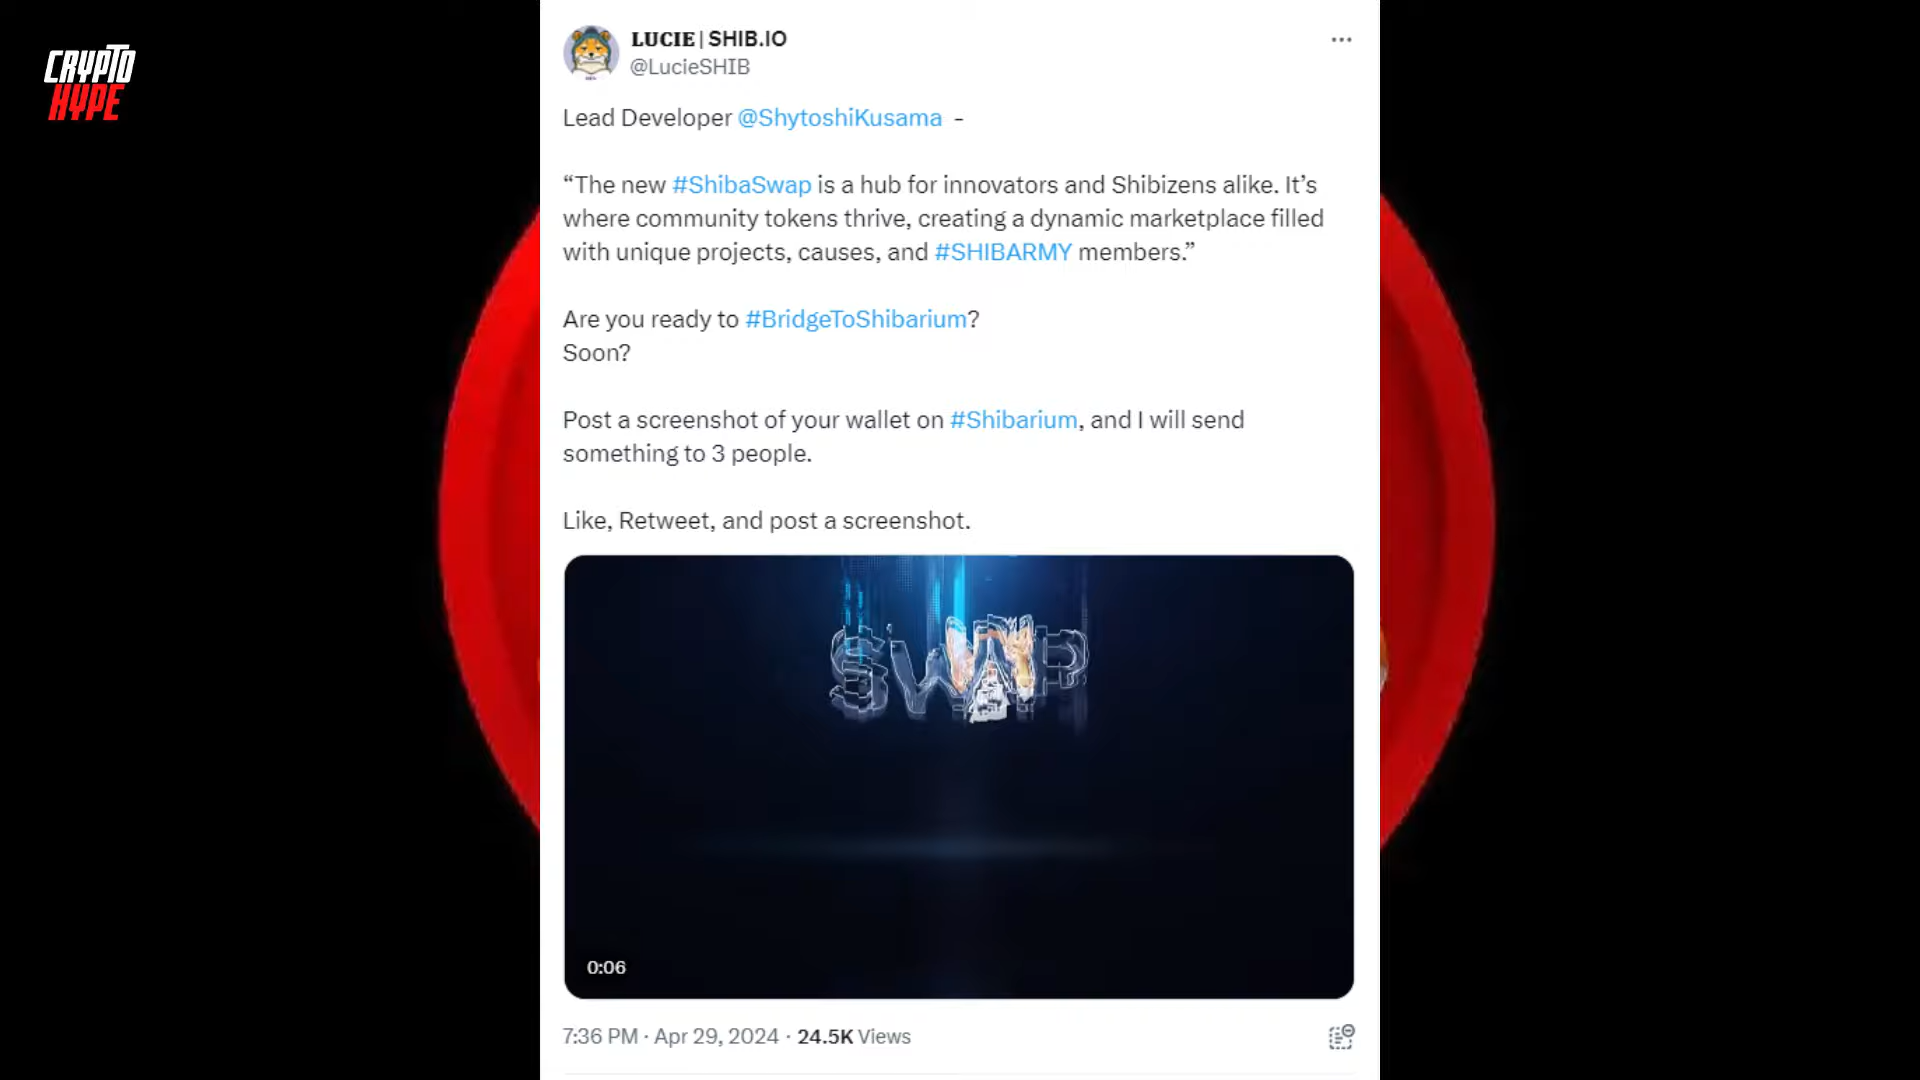 CRYPTO
HYPE
LUCIE | SHIB.IO
@LucieSHIB
Lead Developer @ShytoshiKusama -
“The new #ShibaSwap is a hub for innovators and Shibizens alike. It’s
where community tokens thrive, creating a dynamic marketplace filled
with unique projects, causes, and #SHIBARMY members.”
Are you ready to #BridgeToShibarium?
Soon?
Post a screenshot of your wallet on #Shibarium, and I will send
something to 3 people.
Like, Retweet, and post a screenshot.
SWAP
0:06
7:36 PM · Apr 29, 2024 · 24.5K Views